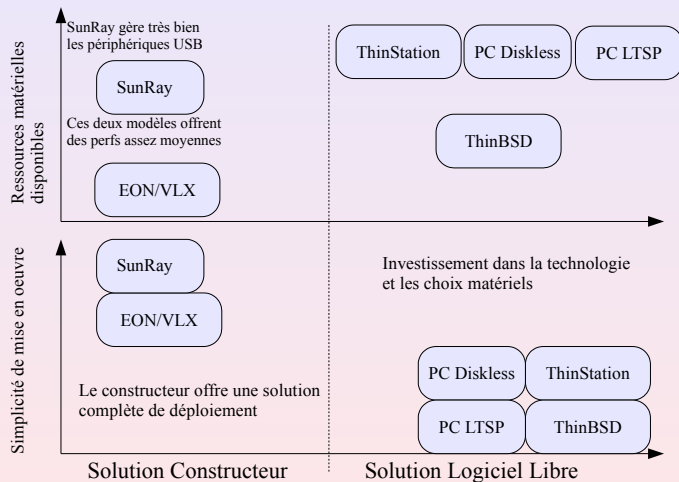 Ressources matérielles
disponibles
SunRay gère très bien
les périphériques USB
SunRay
Ces deux modèles offrent
des perfs assez moyennes
EON/VLX
ThinStation
PC Diskless
PC LTSP
ThinBSD
Simplicité de mise en oeuvre
SunRay
EON/VLX
Le constructeur offre une solution
complète de déploiement
Investissement dans la technologie
et les choix matériels
PC Diskless
ThinStation
PC LTSP
ThinBSD
Solution Constructeur
Solution Logiciel Libre